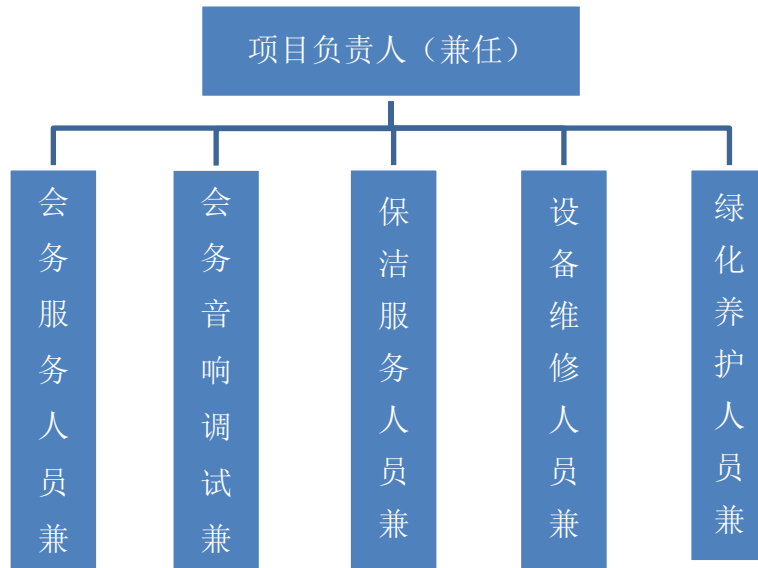 项目负责人（兼任）
会务服务人员兼
会务音响调试兼
保洁服务人员兼
设备维修人员兼
绿化养护人员兼